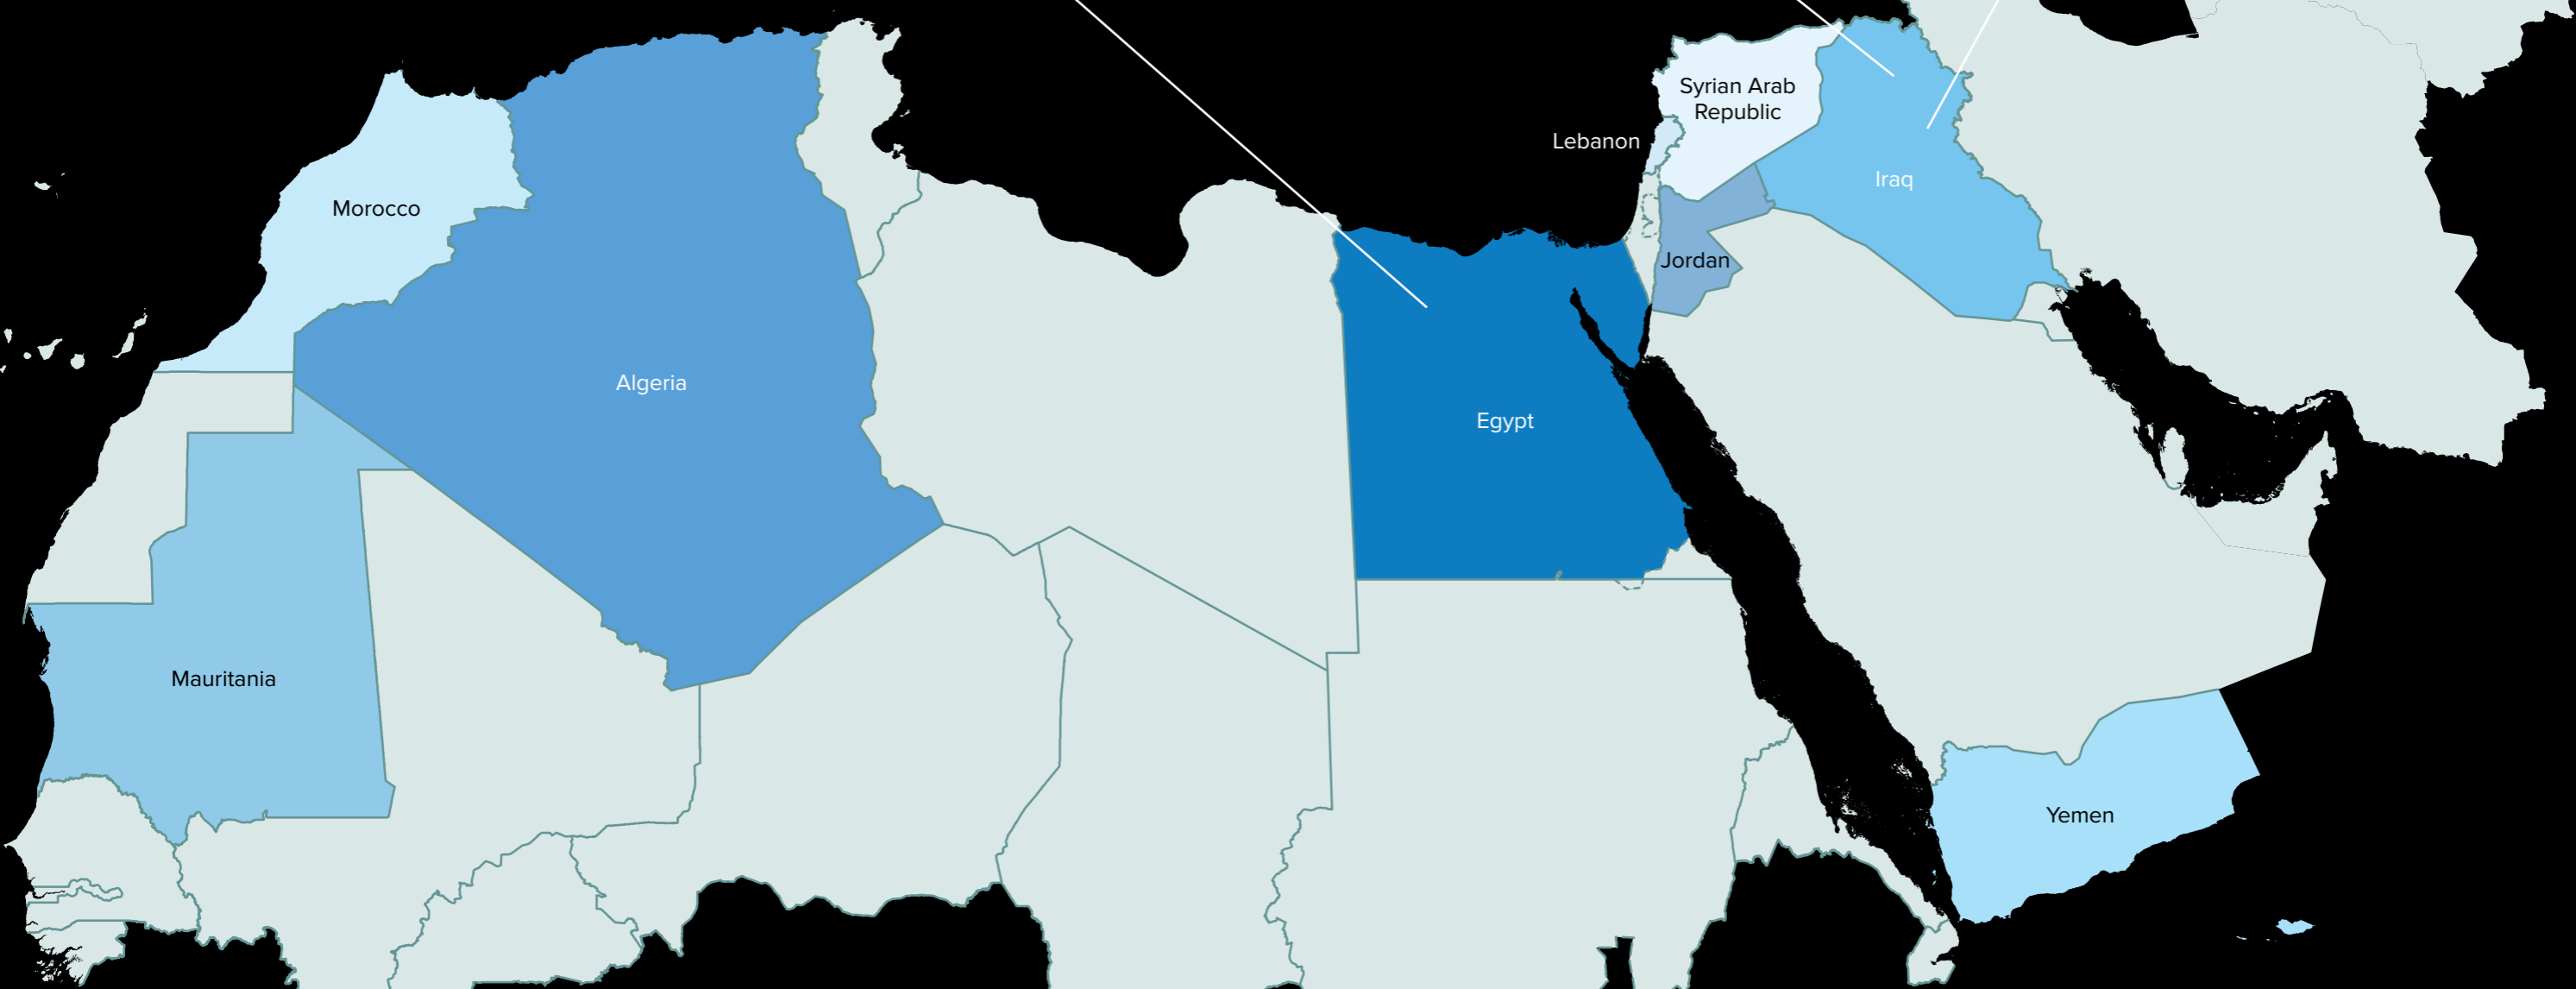 Syrian Arab
Republic
Lebanon
Iraq
Morocco
Jordan
Algeria
Egypt
Mauritania
Yemen